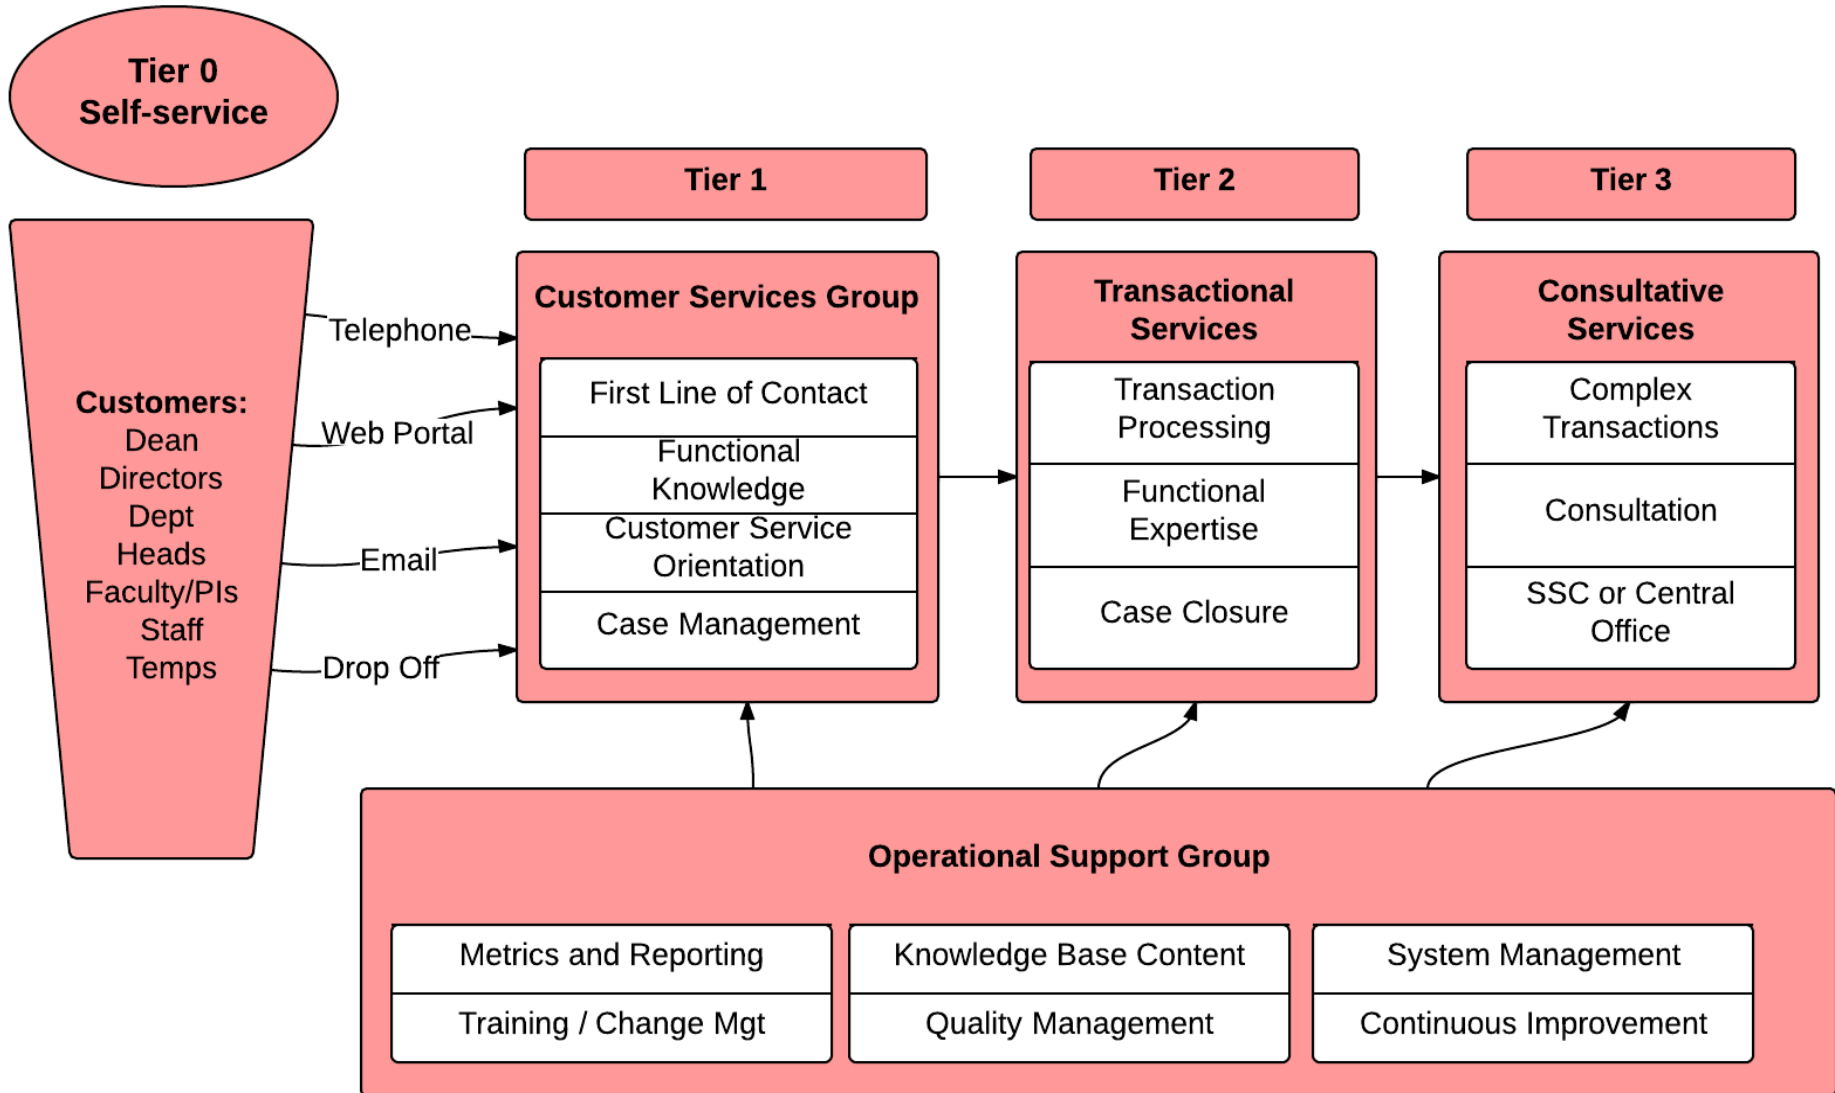 Tier 0
Self-service
Tier 1
Tier 2
Tier 3
Customers:
Dean
Directors
Dept
Heads
Faculty/PIs
Staff
Temps
Telephone
Web Portal
Email
Drop Off
Customer Services Group
First Line of Contact
Functional
Knowledge
Customer Service
Orientation
Case Management
Transactional
Services
Transaction
Processing
Functional
Expertise
Case Closure
Consultative
Services
Complex
Transactions
Consultation
SSC or Central
Office
Operational Support Group
Metrics and Reporting
Training / Change Mgt
Knowledge Base Content
Quality Management
System Management
Continuous Improvement